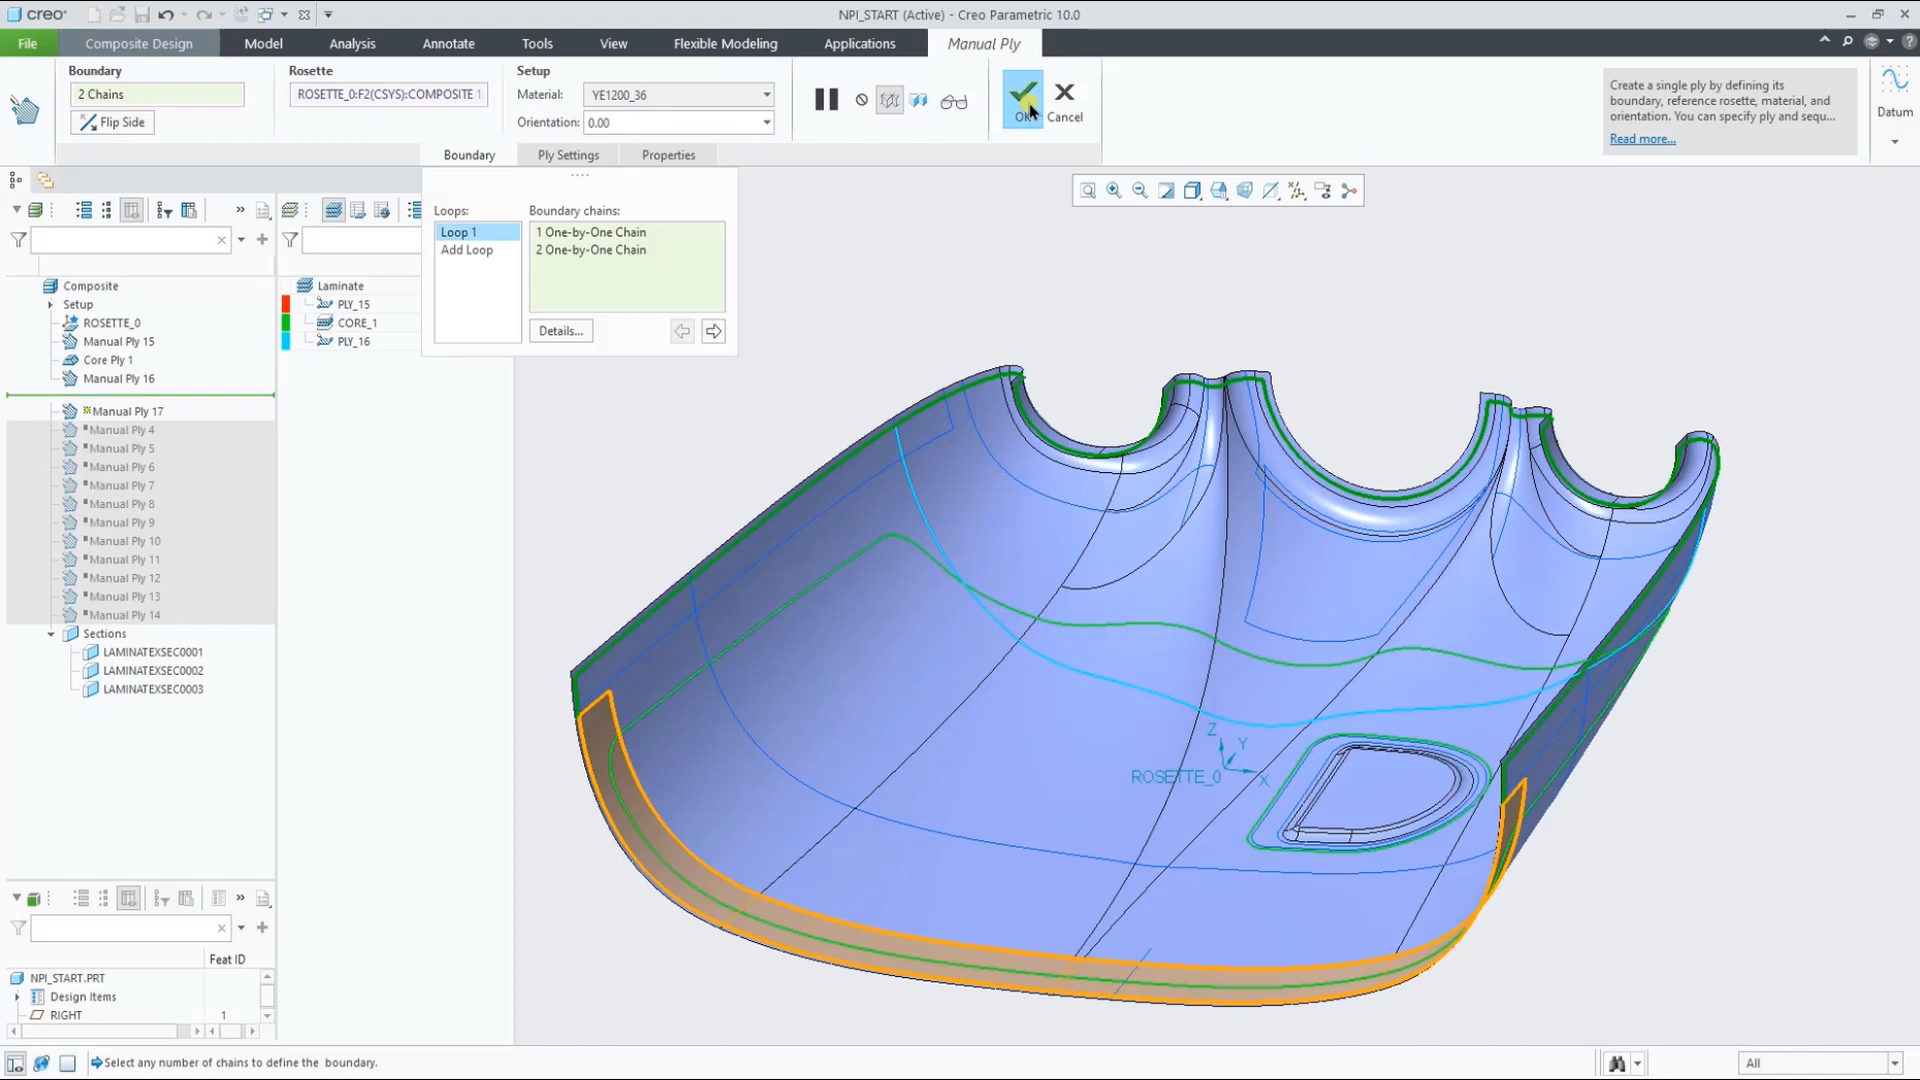 creo
NPI_START (Active) - Creo Parametric 10.0
File
Composite Design
Model
Analysis
Annotate
Tools
View
Flexible Modeling
Applications
Manual Ply
Boundary
2 Chains
Flip Side
Rosette
ROSETTE_0:F2(CSYS):COMPOSITE 1
Setup
Material:
YE1200_36
Orientation:
0.00
OK
Cancel
Create a single ply by defining its
boundary, reference rosette, material, and
orientation. You can specify ply and sequ...
Read more...
Datum
Boundary
Ply Settings
Properties
Loops:
Loop 1
Add Loop
Boundary chains:
1 One-by-One Chain
2 One-by-One Chain
Details...
Composite
Setup
ROSETTE_0
Manual Ply 15
Core Ply 1
Manual Ply 16
Manual Ply 17
Manual Ply 4
Manual Ply 5
Manual Ply 6
Manual Ply 7
Manual Ply 8
Manual Ply 9
Manual Ply 10
Manual Ply 11
Manual Ply 12
Manual Ply 13
Manual Ply 14
Sections
LAMINATEXSEC0001
LAMINATEXSEC0002
LAMINATEXSEC0003
Laminate
PLY_15
CORE_1
PLY_16
Z
Y
X
ROSETTE_0
Feat ID
NPI_START.PRT
Design Items
RIGHT
1
Select any number of chains to define the boundary.
All